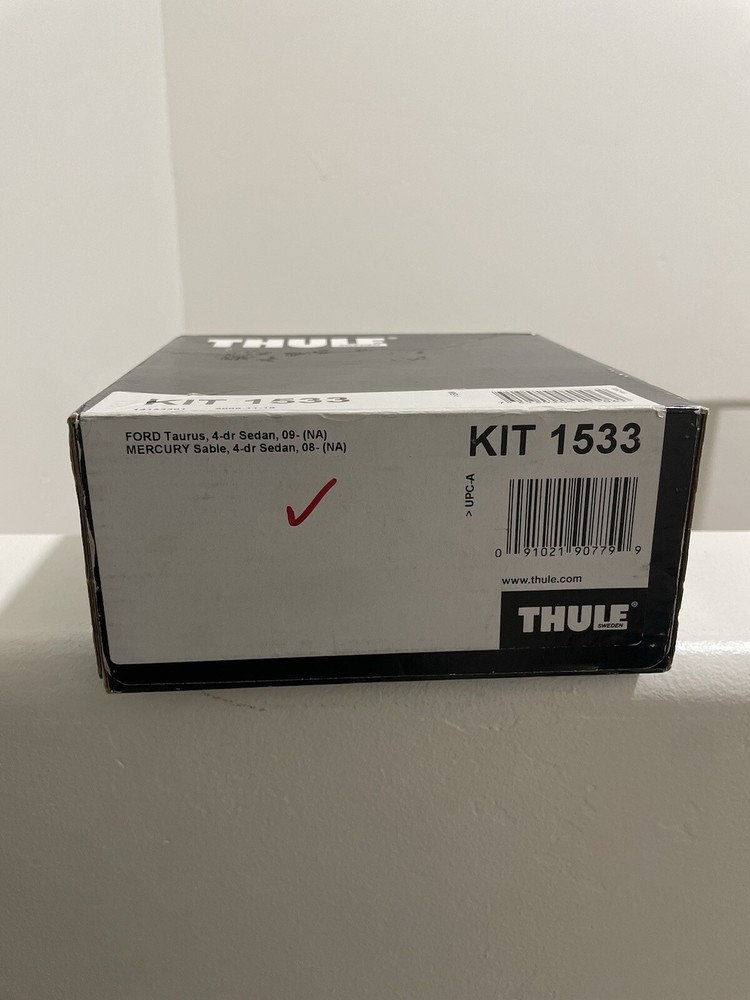 THULE
KIT 1533
FORD Taurus, 4-dr Sedan, 09- (NA)
MERCURY Sable, 4-dr Sedan, 08- (NA)
KIT 1533
> UPC-A
0 91021 90779 9
www.thule.com
THULE®
SWEDEN